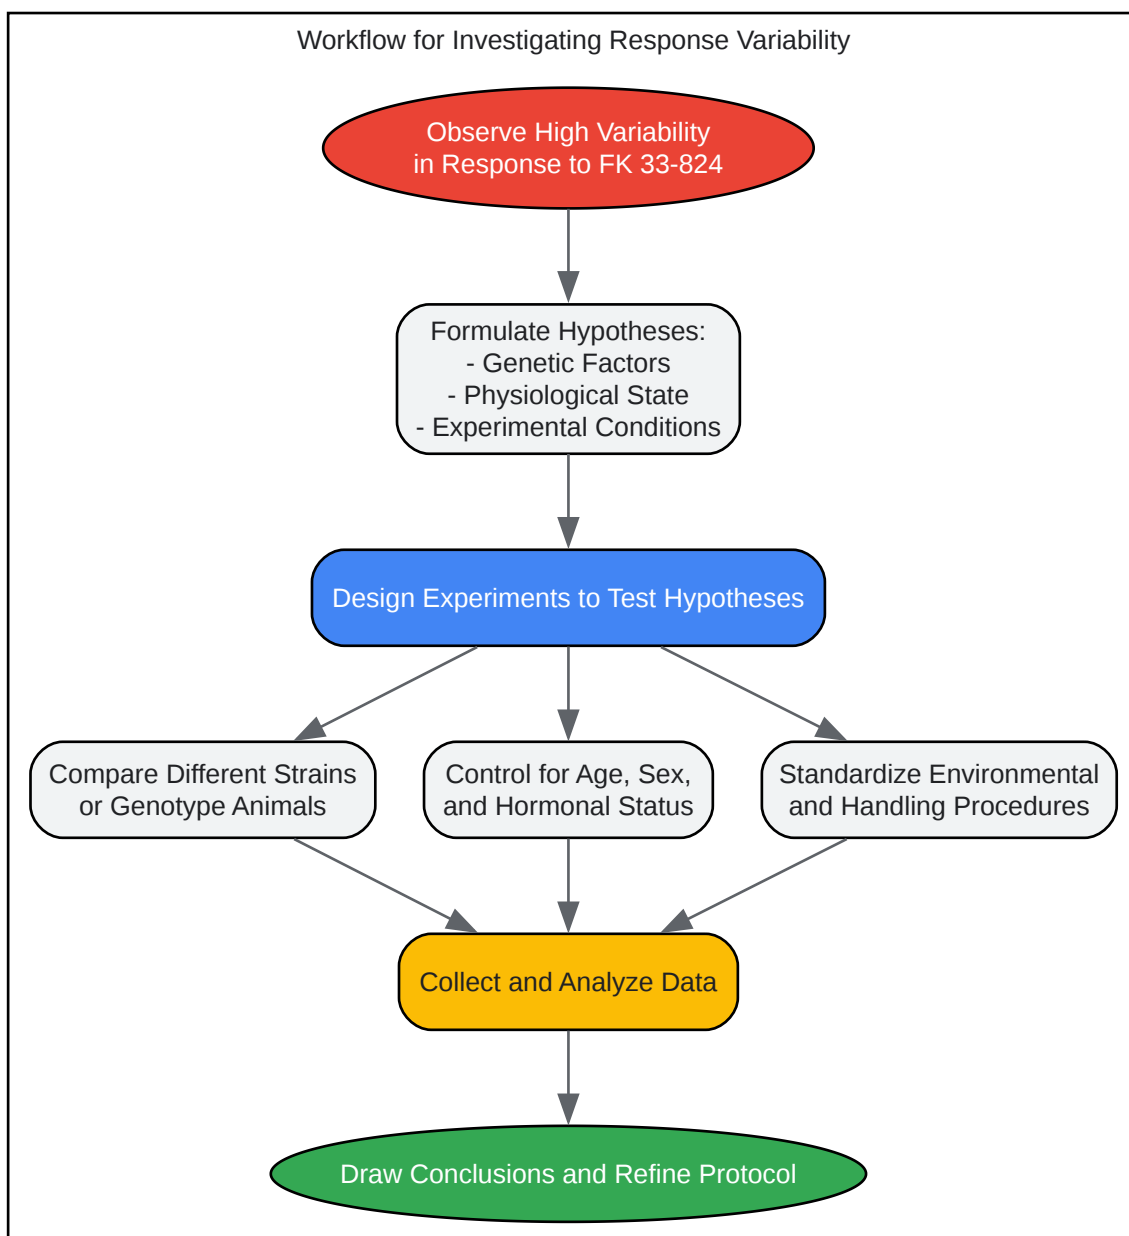 Workflow for Investigating Response Variability
Observe High Variability
in Response to FK 33-824
Formulate Hypotheses:
- Genetic Factors
- Physiological State
- Experimental Conditions
Design Experiments to Test Hypotheses
Compare Different Strains
or Genotype Animals
Control for Age, Sex,
and Hormonal Status
Standardize Environmental
and Handling Procedures
Collect and Analyze Data
Draw Conclusions and Refine Protocol